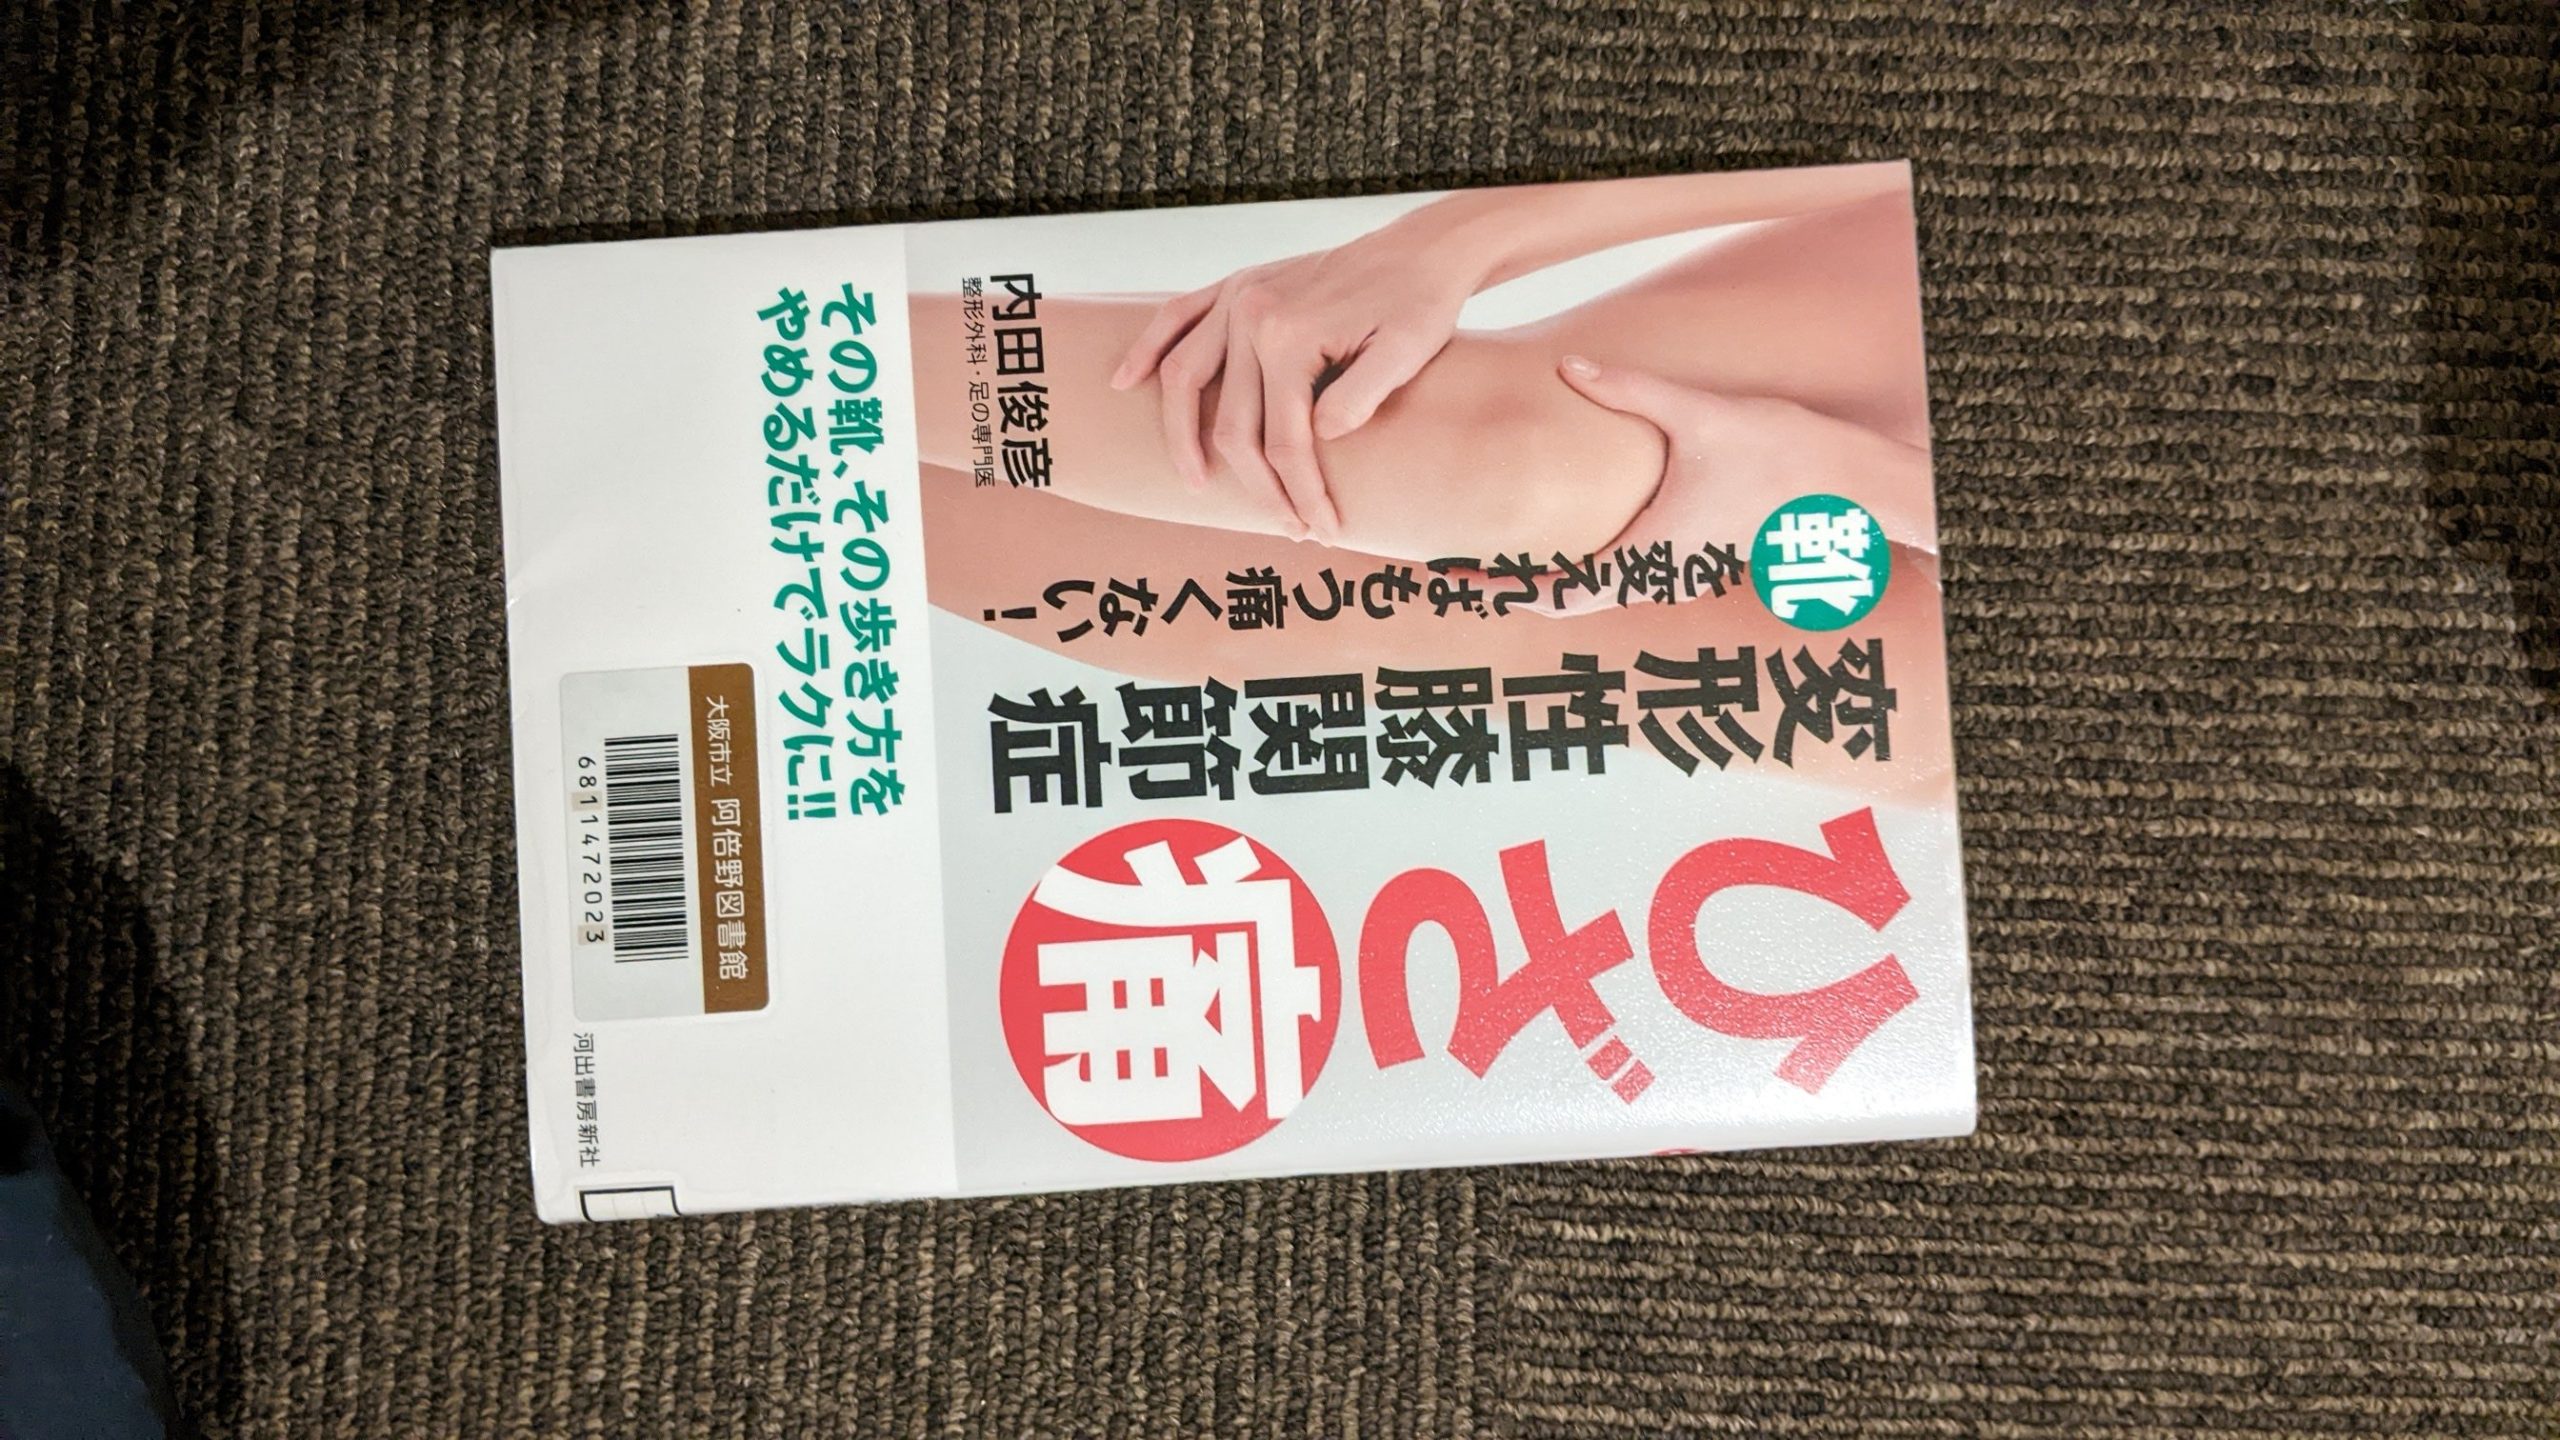 ひざ痛
変形性膝関節症
靴を変えればもう痛くない!
内田俊彦
整形外科・足の専門医
その靴、その歩き方を
やめるだけでラクに!!
大阪市立 阿倍野図書館
6811472023
河出書房新社